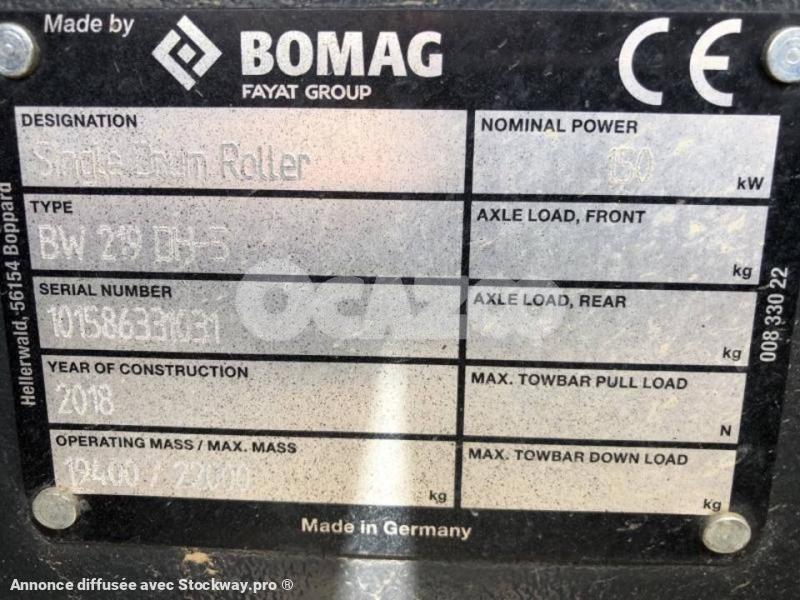 Made by
BOMAG
FAYAT GROUP
CE
DESIGNATION
Single Drum Roller
NOMINAL POWER
150
kW
TYPE
BW 219 DH-5
AXLE LOAD, FRONT
kg
SERIAL NUMBER
101586331031
AXLE LOAD, REAR
kg
YEAR OF CONSTRUCTION
2018
MAX. TOWBAR PULL LOAD
N
OPERATING MASS / MAX. MASS
19400 /
kg
MAX. TOWBAR DOWN LOAD
kg
Made in Germany
Hellerwald, 56154 Boppard
008 330 22
OCAZOO
Annonce diffusée avec Stockway.pro ®